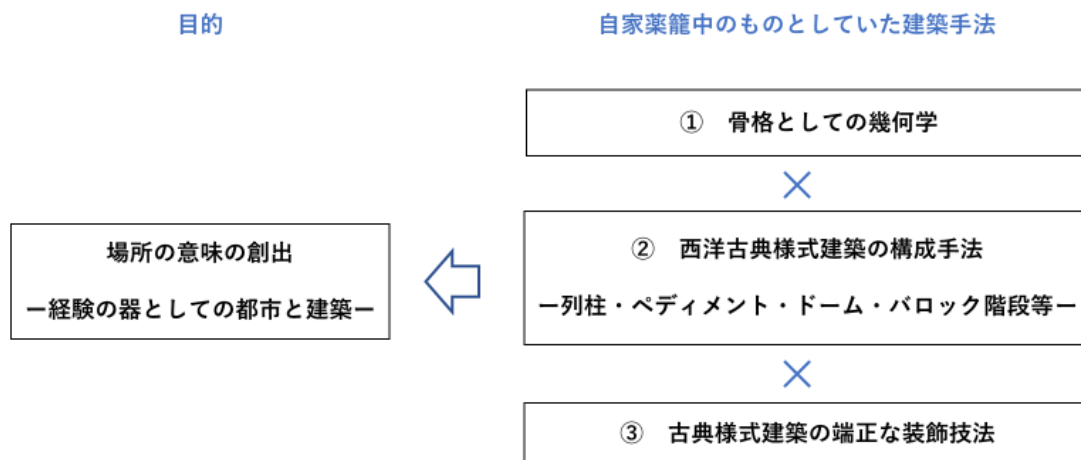 目的
自家薬籠中のものとしていた建築手法
① 骨格としての幾何学
×
場所の意味の創出
ー経験の器としての都市と建築ー
② 西洋古典様式建築の構成手法
ー列柱・ペディメント・ドーム・バロック階段等ー
×
③ 古典様式建築の端正な装飾技法